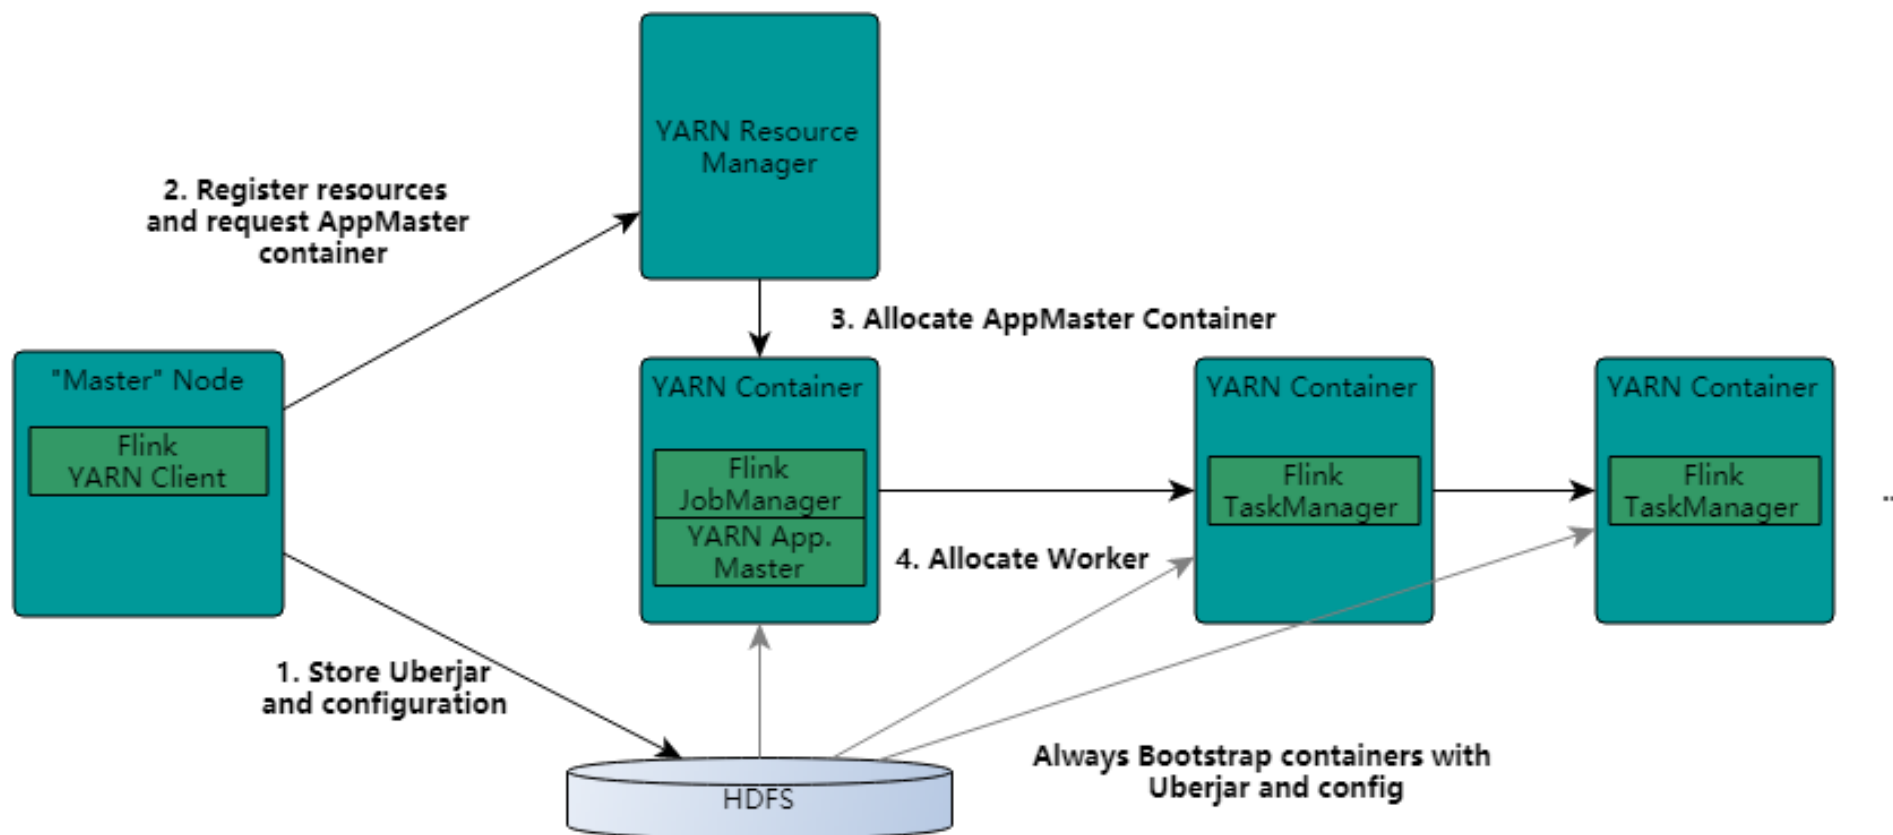 YARN Resource
Manager
2. Register resources
and request AppMaster
container
3. Allocate AppMaster Container
"Master" Node
Flink
YARN Client
YARN Container
Flink
JobManager
YARN App.
Master
YARN Container
Flink
TaskManager
YARN Container
Flink
TaskManager
..
4. Allocate Worker
1. Store Uberjar
and configuration
Always Bootstrap containers with
Uberjar and config
HDFS